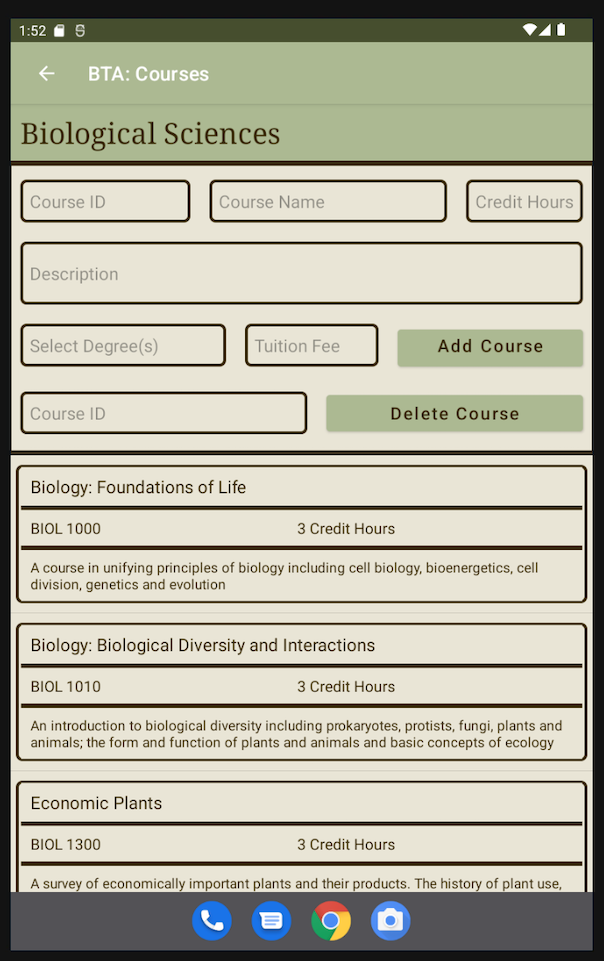 1:52
BTA: Courses
Biological Sciences
Course ID
Course Name
Credit Hours
Description
Select Degree(s)
Tuition Fee
Add Course
Course ID
Delete Course
Biology: Foundations of Life
BIOL 1000
3 Credit Hours
A course in unifying principles of biology including cell biology, bioenergetics, cell
division, genetics and evolution
Biology: Biological Diversity and Interactions
BIOL 1010
3 Credit Hours
An introduction to biological diversity including prokaryotes, protists, fungi, plants and
animals; the form and function of plants and animals and basic concepts of ecology
Economic Plants
BIOL 1300
3 Credit Hours
A survey of economically important plants and their products. The history of plant use,